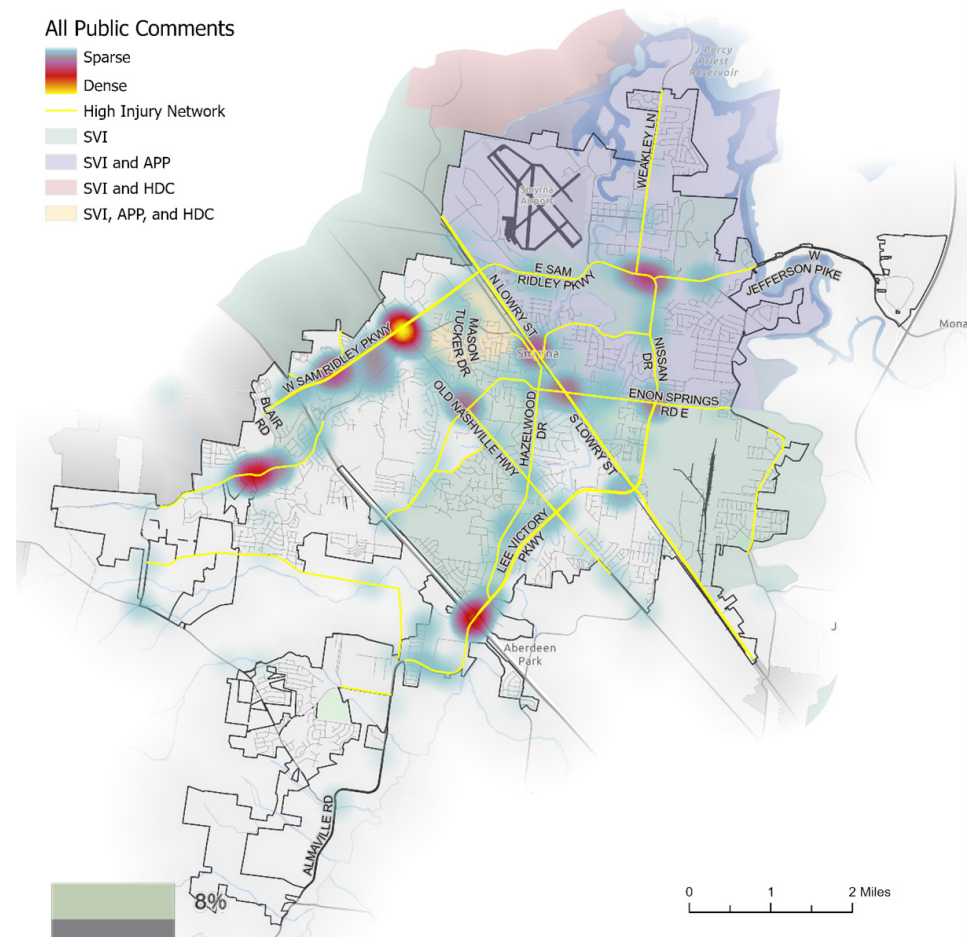 All Public Comments
Sparse
Dense
High Injury Network
SVI
SVI and APP
SVI and HDC
SVI, APP, and HDC
J Percy
Priest
Reservoir
WEAKLEY LN
Smyrna
Airport
E SAM
RIDLEY PKWY
W
JEFFERSON PIKE
N LOWRY ST
Mona
W SAM RIDLEY PKWY
MASON
TUCKER DR
Smyrna
NISSAN
DR
BLAIR
RD
OLD NASHVILLE HWY
HAZELWOOD
DR
ENON SPRINGS
RD E
S LOWRY ST
LEE VICTORY
PKWY
Aberdeen
Park
J
ALMAVILLE RD
8%
0 1 2 Miles